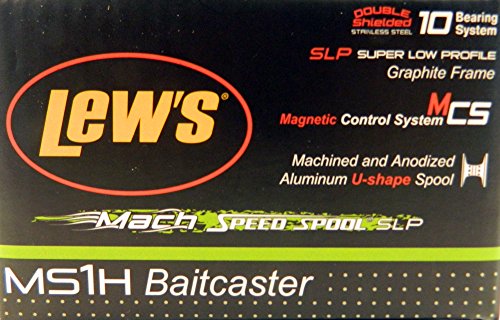 Lew's®
DOUBLE Shielded STAINLESS STEEL 10 Bearing System
SLP SUPER LOW PROFILE
Graphite Frame
Magnetic Control System MCS
Machined and Anodized
Aluminum U-shape Spool
Mach SPEED SPOOL SLP
MS1H Baitcaster